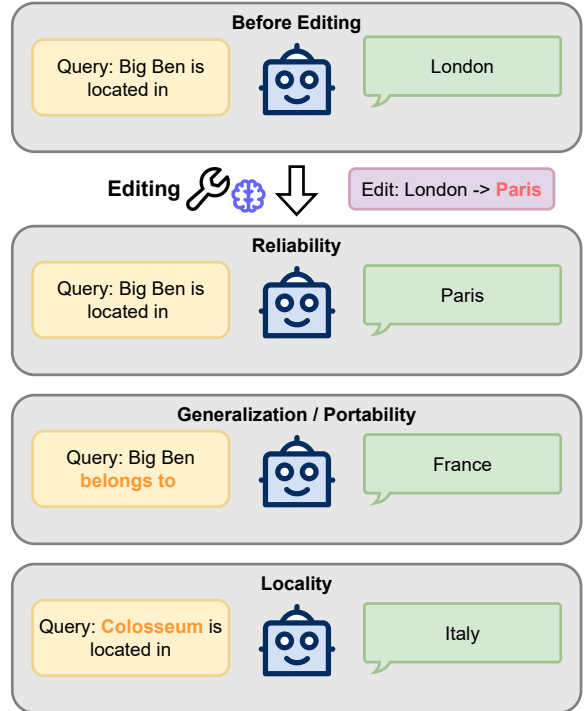 Before Editing
Query: Big Ben is
located in
London
Editing
Edit: London -> Paris
Reliability
Query: Big Ben is
located in
Paris
Generalization / Portability
Query: Big Ben
belongs to
France
Locality
Query: Colosseum is
located in
Italy